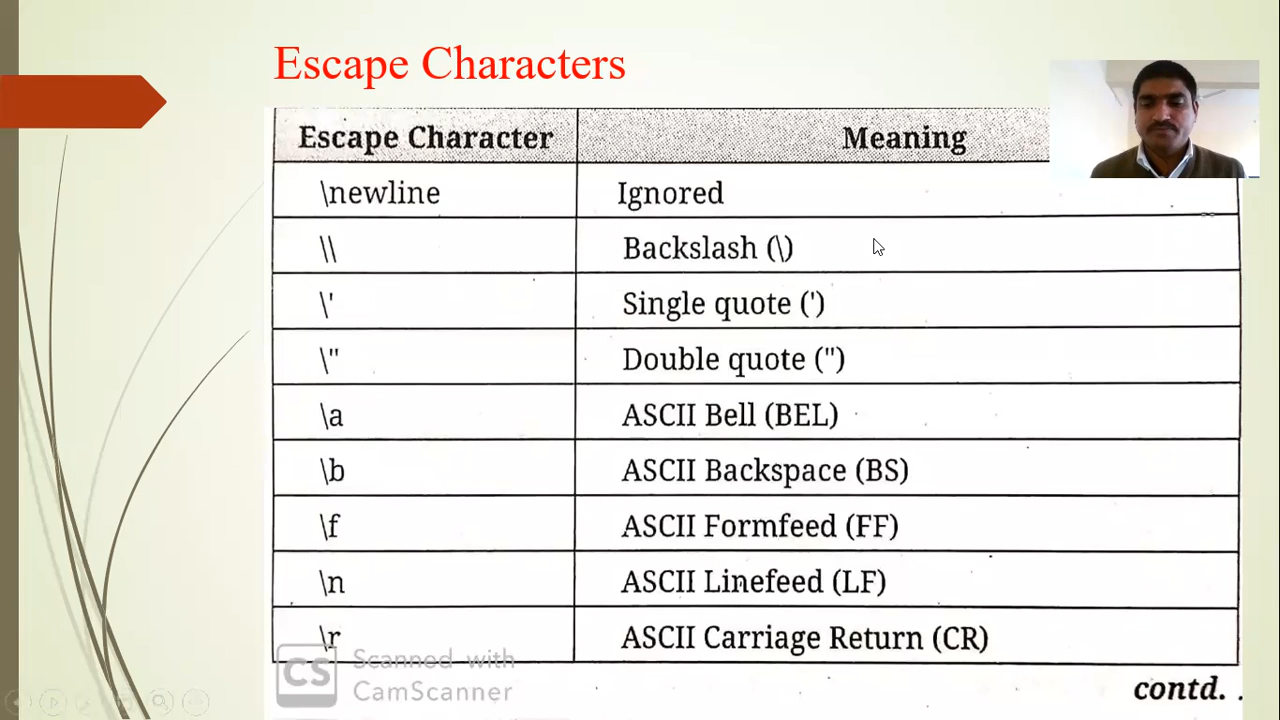 Escape Characters
Escape Character Meaning
\newline Ignored
\\ Backslash (\)
\' Single quote (')
\" Double quote (")
\a ASCII Bell (BEL)
\b ASCII Backspace (BS)
\f ASCII Formfeed (FF)
\n ASCII Linefeed (LF)
\r ASCII Carriage Return (CR)
CS Scanned with
CamScanner
contd. .